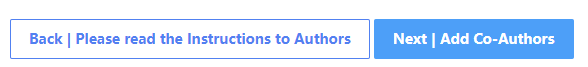 Back | Please read the Instructions to Authors Next | Add Co-Authors